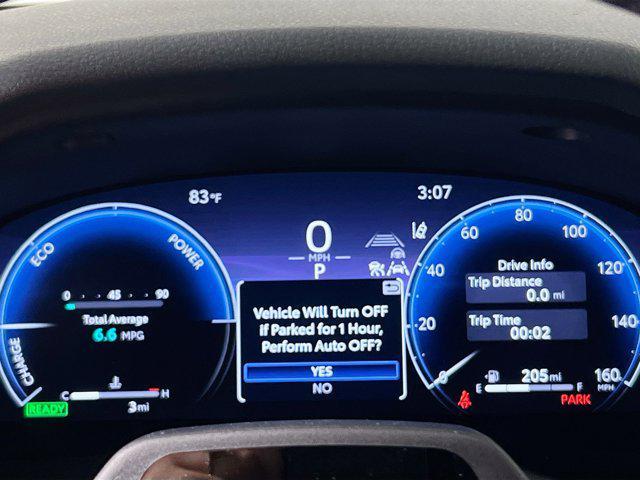 83°F
3:07
ECO
POWER
CHARGE
0 45 90
Total Average
6.6 MPG
C H
READY
3mi
0
MPH
P
Vehicle Will Turn OFF
if Parked for 1 Hour,
Perform Auto OFF?
YES
NO
0
20
40
60
80
100
120
140
160
MPH
Drive Info
Trip Distance
0.0 mi
Trip Time
00:02
E 205 mi F
PARK